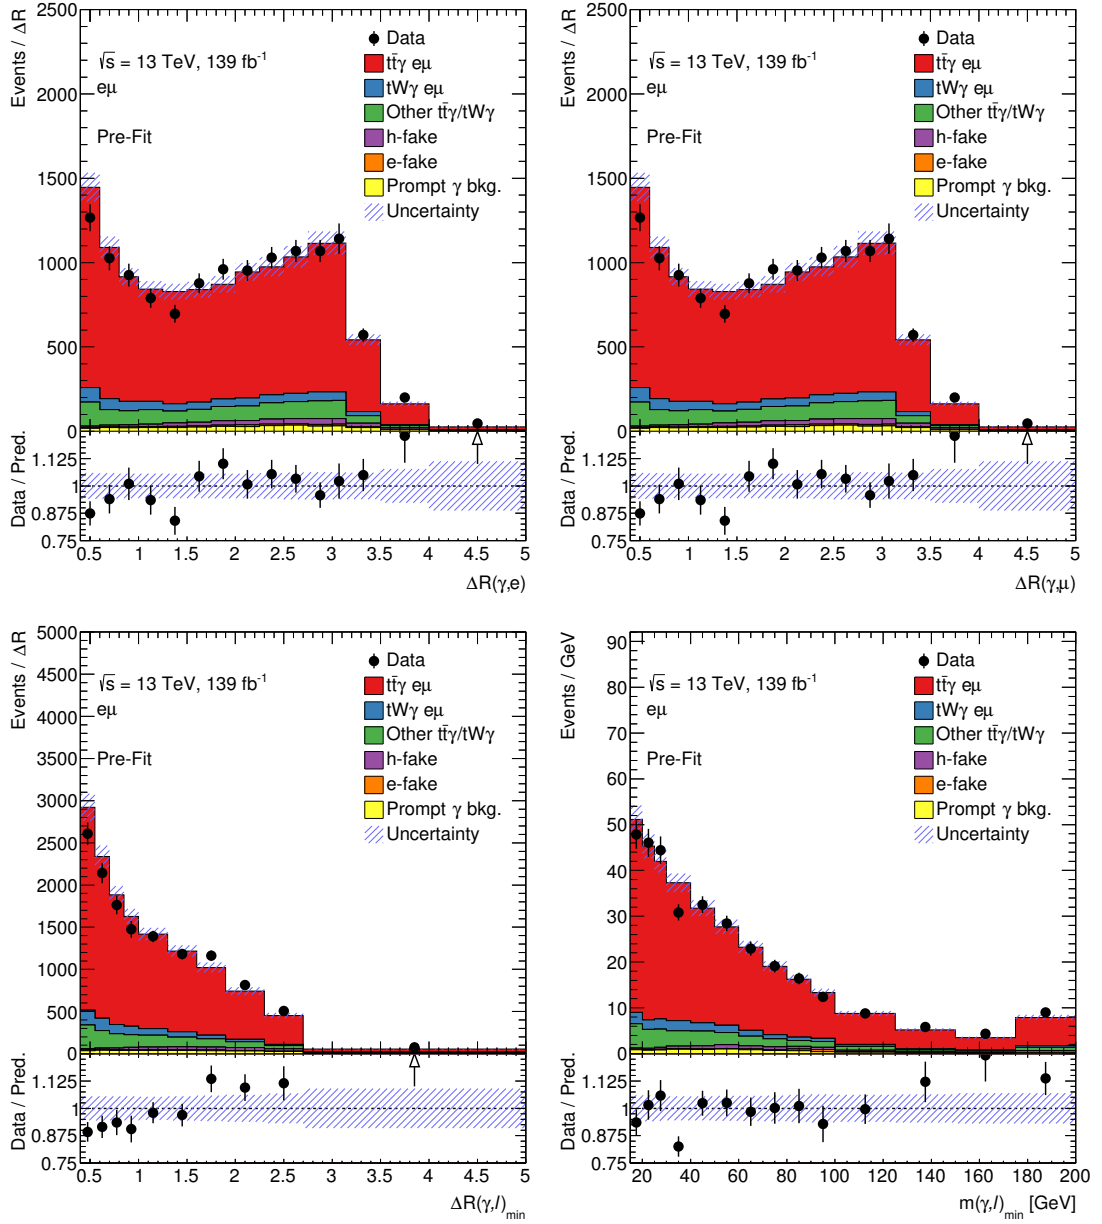 Events / ΔR
2500
2000
1500
1000
500
0
√s = 13 TeV, 139 fb⁻¹
eμ
Pre-Fit
Data
tt̄γ eμ
tWγ eμ
Other tt̄γ/tWγ
h-fake
e-fake
Prompt γ bkg.
Uncertainty
Data / Pred.
1.125
1
0.875
0.75
0.5 1 1.5 2 2.5 3 3.5 4 4.5 5
ΔR(γ,e)
Events / ΔR
2500
2000
1500
1000
500
0
√s = 13 TeV, 139 fb⁻¹
eμ
Pre-Fit
Data
tt̄γ eμ
tWγ eμ
Other tt̄γ/tWγ
h-fake
e-fake
Prompt γ bkg.
Uncertainty
Data / Pred.
1.125
1
0.875
0.75
0.5 1 1.5 2 2.5 3 3.5 4 4.5 5
ΔR(γ,μ)
Events / ΔR
5000
4500
4000
3500
3000
2500
2000
1500
1000
500
0
√s = 13 TeV, 139 fb⁻¹
eμ
Pre-Fit
Data
tt̄γ eμ
tWγ eμ
Other tt̄γ/tWγ
h-fake
e-fake
Prompt γ bkg.
Uncertainty
Data / Pred.
1.125
1
0.875
0.75
0.5 1 1.5 2 2.5 3 3.5 4 4.5 5
ΔR(γ,l)min
Events / GeV
90
80
70
60
50
40
30
20
10
0
√s = 13 TeV, 139 fb⁻¹
eμ
Pre-Fit
Data
tt̄γ eμ
tWγ eμ
Other tt̄γ/tWγ
h-fake
e-fake
Prompt γ bkg.
Uncertainty
Data / Pred.
1.125
1
0.875
0.75
20 40 60 80 100 120 140 160 180 200
m(γ,l)min [GeV]